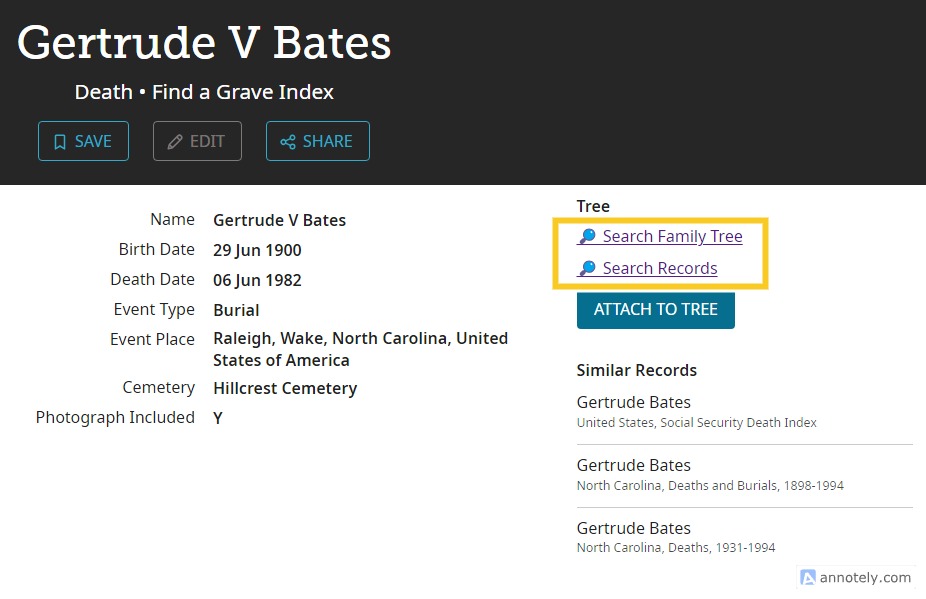 Gertrude V Bates
Death • Find a Grave Index
SAVE
EDIT
SHARE
Name Gertrude V Bates
Birth Date 29 Jun 1900
Death Date 06 Jun 1982
Event Type Burial
Event Place Raleigh, Wake, North Carolina, United
States of America
Cemetery Hillcrest Cemetery
Photograph Included Y
Tree
Search Family Tree
Search Records
ATTACH TO TREE
Similar Records
Gertrude Bates
United States, Social Security Death Index
Gertrude Bates
North Carolina, Deaths and Burials, 1898-1994
Gertrude Bates
North Carolina, Deaths, 1931-1994
annotely.com